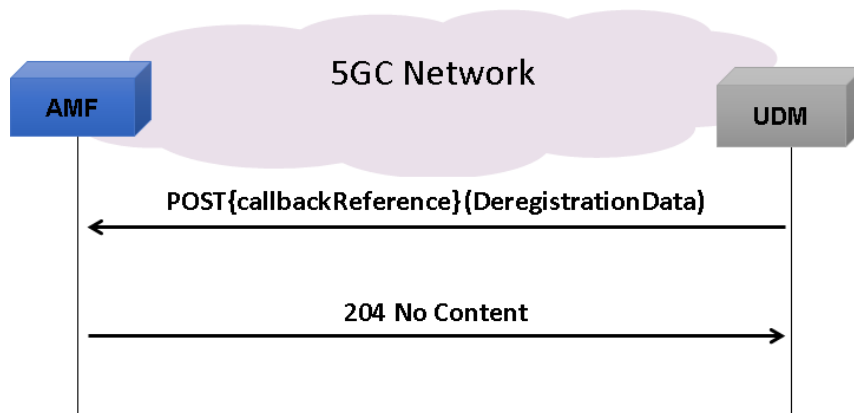 5GC Network
AMF
UDM
POST{callbackReference}(DeregistrationData)
204 No Content